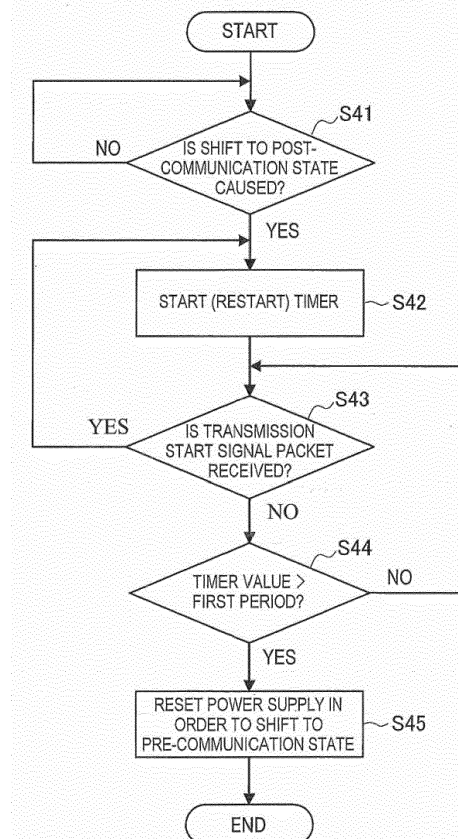 START
S41
NO
IS SHIFT TO POST-
COMMUNICATION STATE
CAUSED?
YES
START (RESTART) TIMER
S42
S43
YES
IS TRANSMISSION
START SIGNAL PACKET
RECEIVED?
NO
S44
TIMER VALUE >
FIRST PERIOD?
NO
YES
RESET POWER SUPPLY IN
ORDER TO SHIFT TO
PRE-COMMUNICATION STATE
S45
END